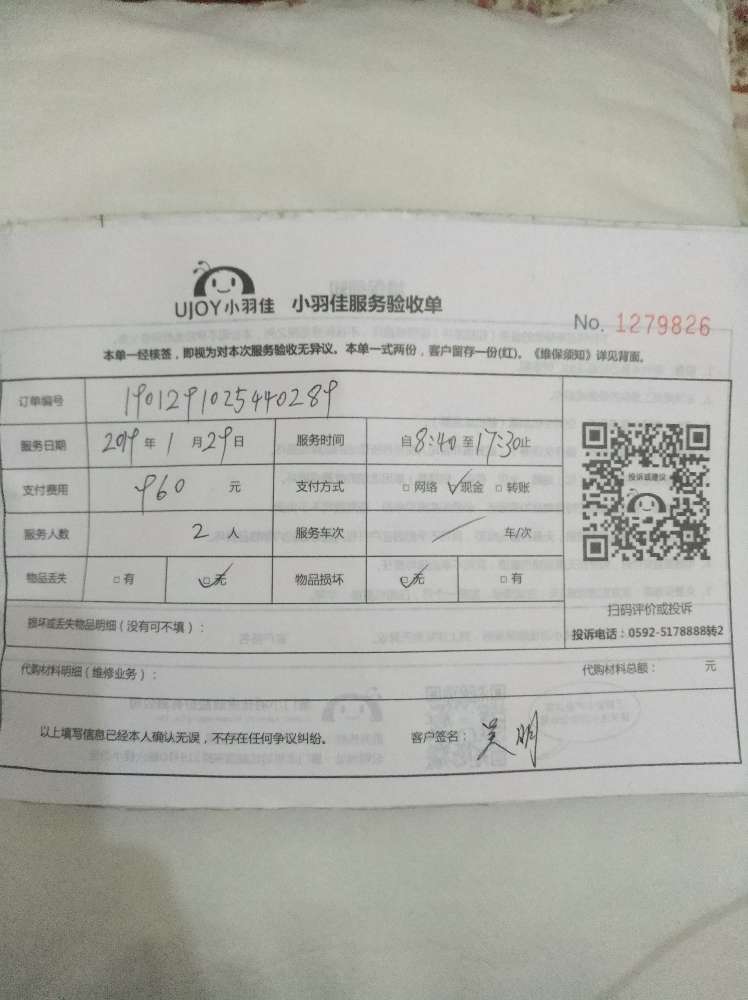 UJOY小羽佳 小羽佳服务验收单
No. 1279826
本单一经核签，即视为对本次服务验收无异议。本单一式两份，客户留存一份(红)。《维保须知》详见背面。
订单编号 1901291025440289
服务日期 2019 年 1 月 29 日 服务时间 自 8:40 至 17:30 止
支付费用 960 元 支付方式 □ 网络 ☑ 现金 □ 转账
投诉或建议
服务人数 2 人 服务车次 / 车/次
物品丢失 □ 有 ☑ 无 物品损坏 ☑ 无 □ 有
扫码评价或投诉
损坏或丢失物品明细（没有可不填）：
投诉电话：0592-5178888转2
代购材料明细（维修业务）： 代购材料总额： 元
以上填写信息已经本人确认无误，不存在任何争议纠纷。 客户签名： 吴明